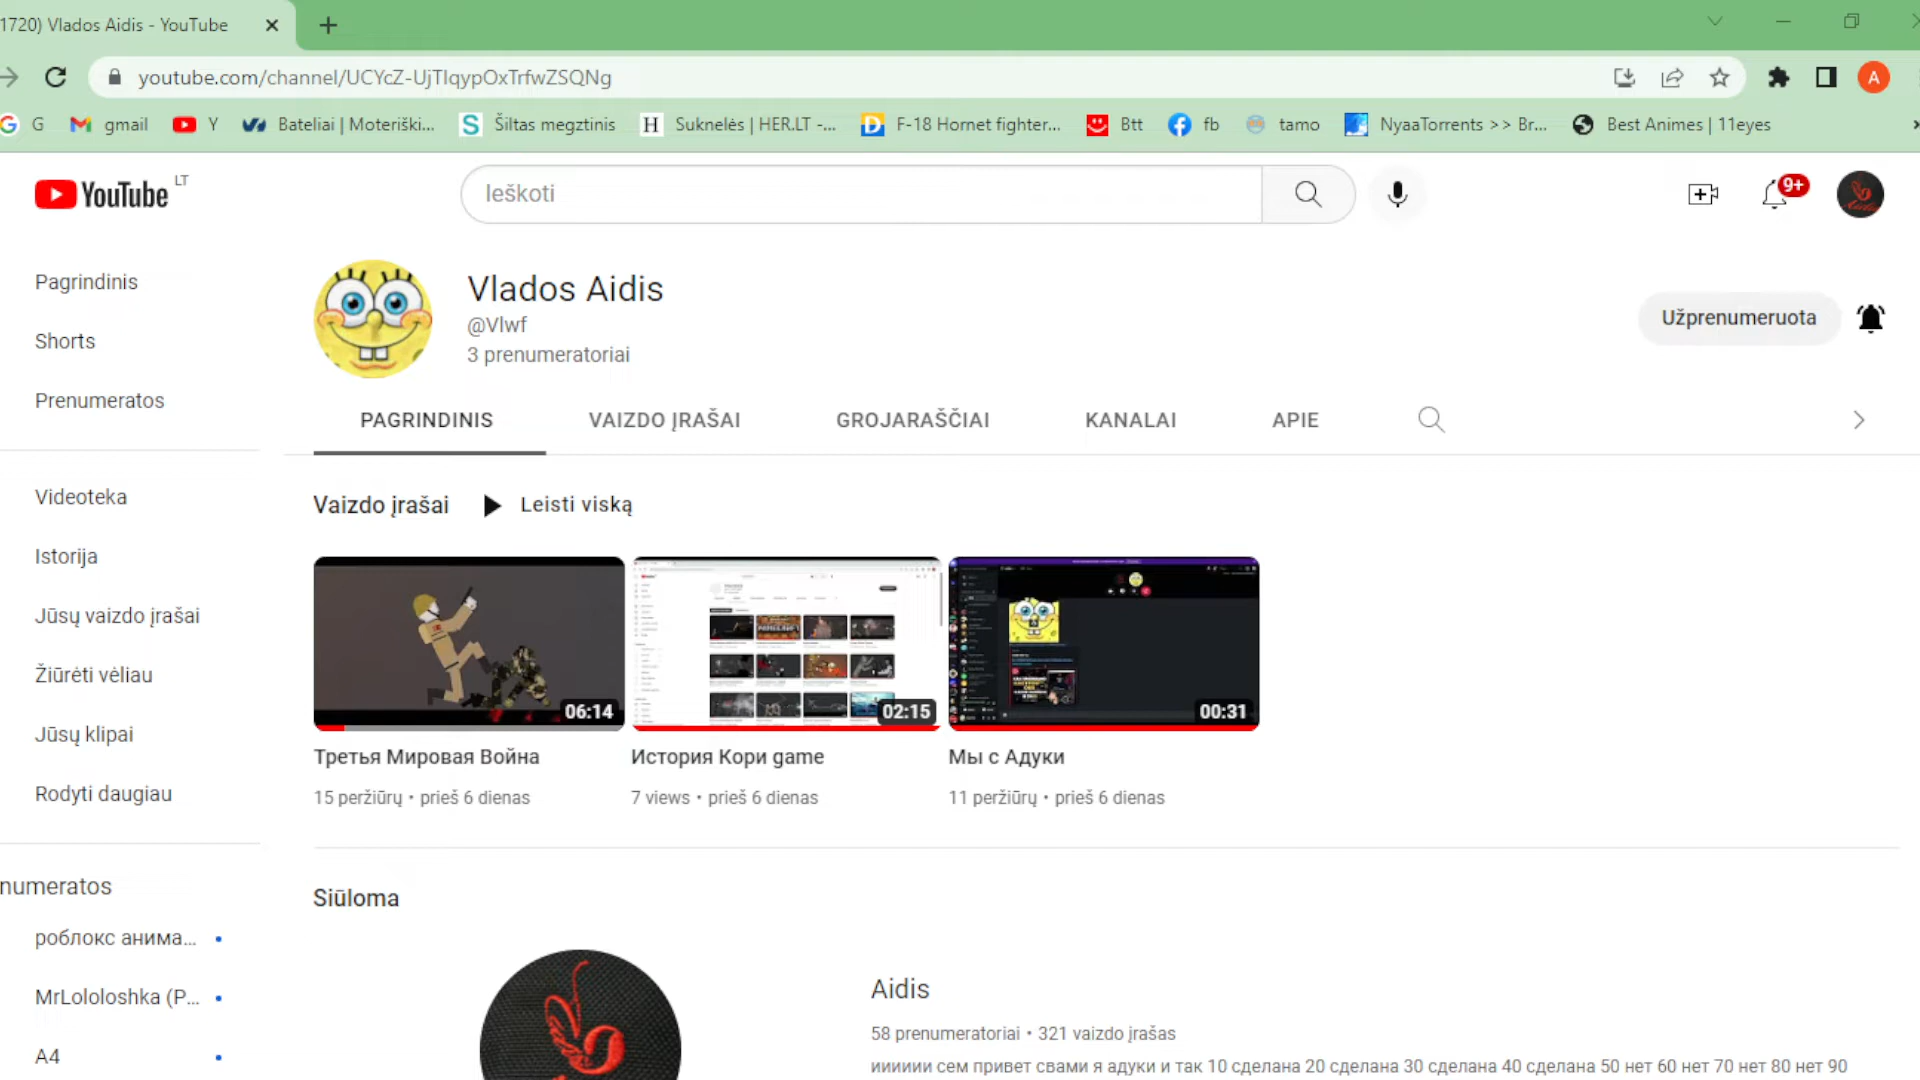 1720) Vlados Aidis - YouTube
youtube.com/channel/UCYcZ-UjTIqypOxTrfwZSQNg
G
gmail
Y
Bateliai | Moteriški...
Šiltas megztinis
Suknelės | HER.LT -...
F-18 Hornet fighter...
Btt
fb
tamo
NyaaTorrents >> Br...
Best Animes | 11eyes
A
YouTube LT
Ieškoti
9+
Pagrindinis
Shorts
Prenumeratos
Videoteka
Istorija
Jūsų vaizdo įrašai
Žiūrėti vėliau
Jūsų klipai
Rodyti daugiau
numeratos
роблокс анима...
MrLololoshka (Р...
A4
Vlados Aidis
@Vlwf
3 prenumeratoriai
Užprenumeruota
PAGRINDINIS
VAIZDO ĮRAŠAI
GROJARAŠČIAI
KANALAI
APIE
Vaizdo įrašai
Leisti viską
06:14
02:15
00:31
Третья Мировая Война
15 peržiūrų • prieš 6 dienas
История Кори game
7 views • prieš 6 dienas
Мы с Адуки
11 peržiūrų • prieš 6 dienas
Siūloma
Aidis
58 prenumeratoriai • 321 vaizdo įrašas
ииииии сем привет свами я адуки и так 10 сделана 20 сделана 30 сделана 40 сделана 50 нет 60 нет 70 нет 80 нет 90